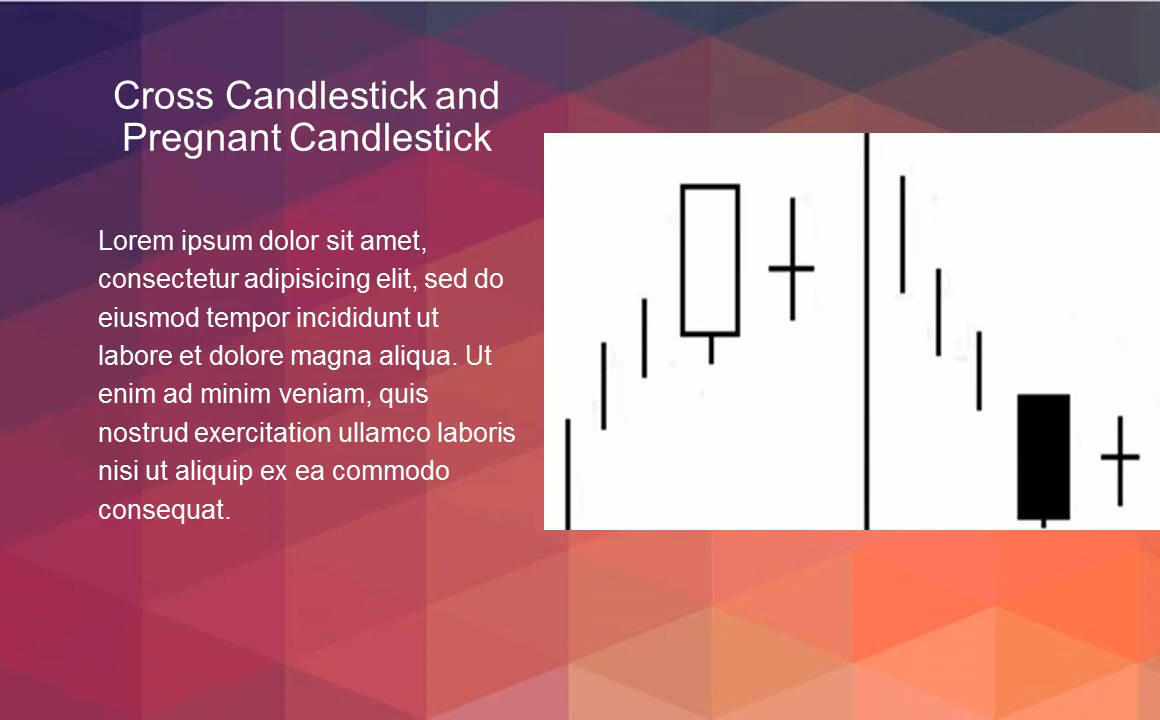 Cross Candlestick and
Pregnant Candlestick
Lorem ipsum dolor sit amet,
consectetur adipisicing elit, sed do
eiusmod tempor incididunt ut
labore et dolore magna aliqua. Ut
enim ad minim veniam, quis
nostrud exercitation ullamco laboris
nisi ut aliquip ex ea commodo
consequat.